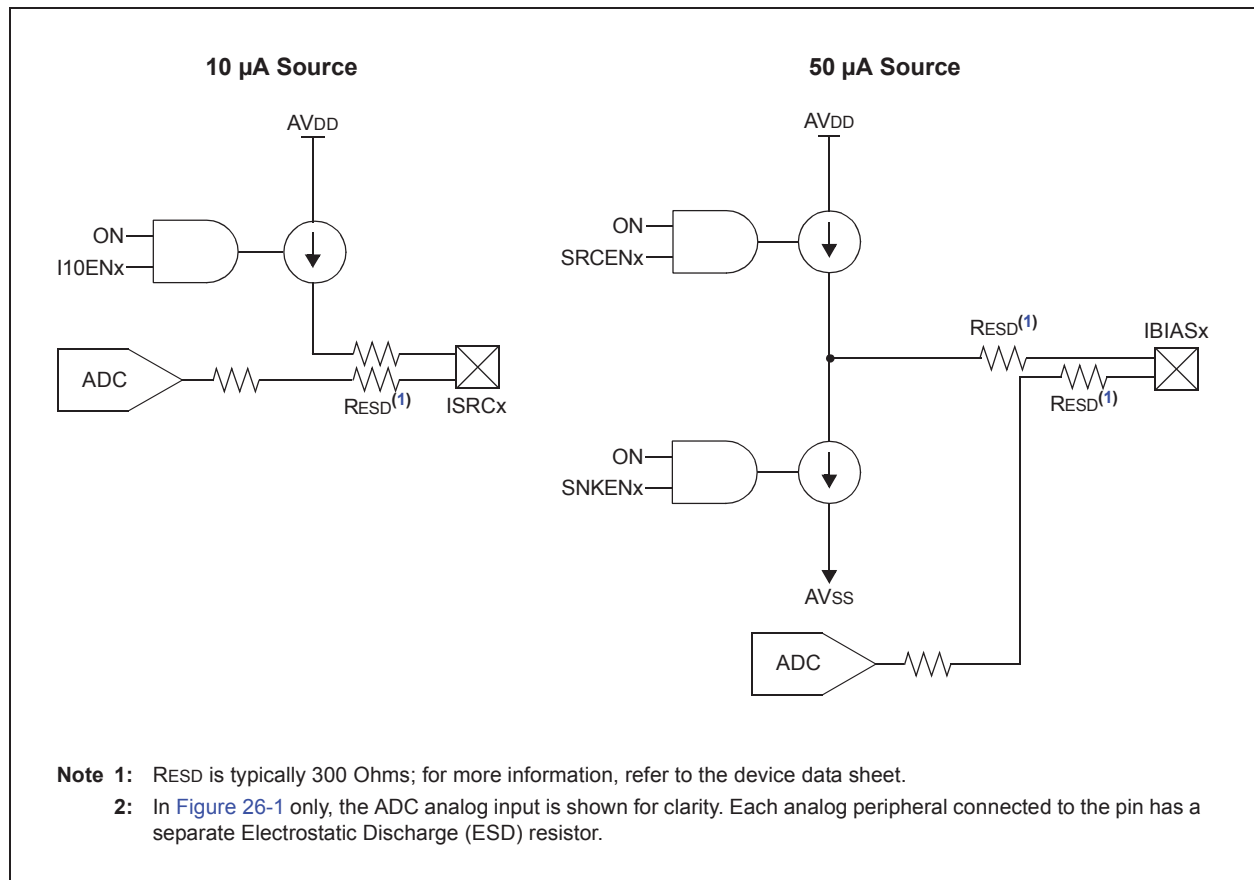 10 µA Source
AVDD
ON
I10ENx
ADC
RESD(1)
ISRCx
50 µA Source
AVDD
ON
SRCENx
RESD(1)
IBIASx
RESD(1)
ON
SNKENx
AVSS
ADC
Note 1: RESD is typically 300 Ohms; for more information, refer to the device data sheet.
2: In Figure 26-1 only, the ADC analog input is shown for clarity. Each analog peripheral connected to the pin has a
separate Electrostatic Discharge (ESD) resistor.